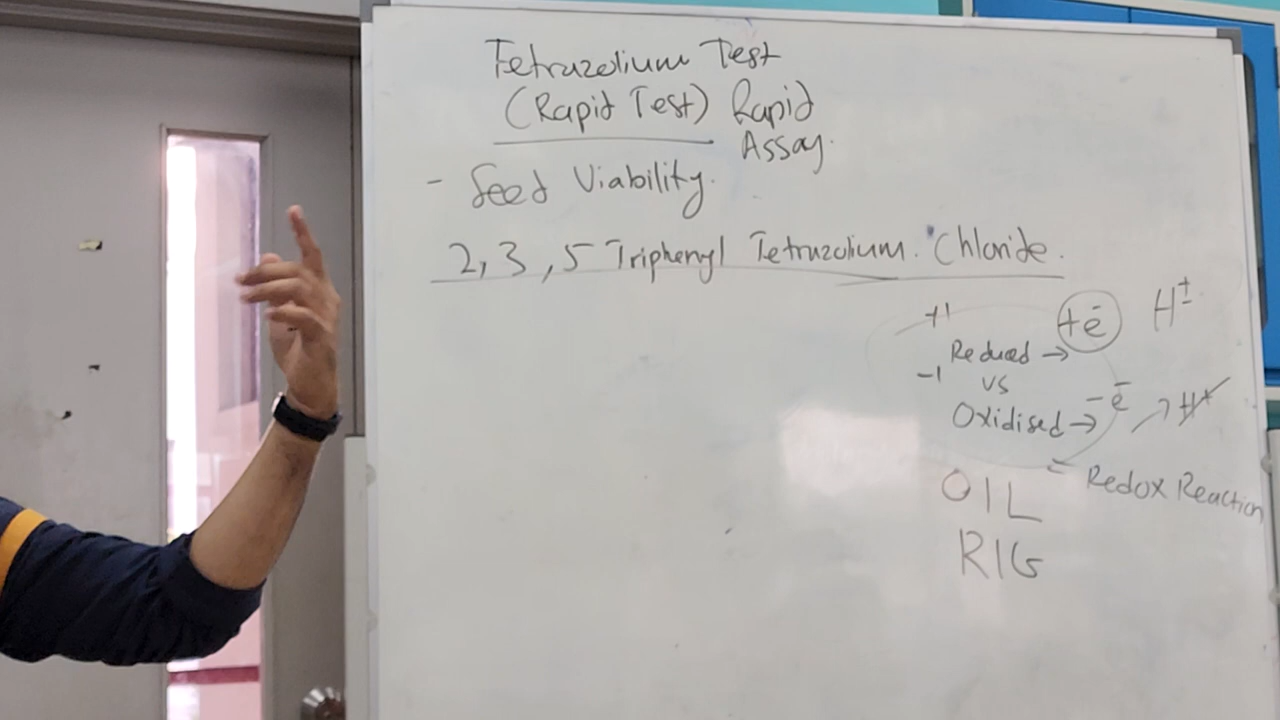 Tetrazolium Test
(Rapid Test) Rapid
Assay.
- Seed Viability.
2, 3, 5 Triphenyl Tetrazolium. Chloride.
+1
+e⁻ H⁺
Reduced →
-1 VS
Oxidised → -e⁻ → H⁺
Redox Reaction
OIL
RIG